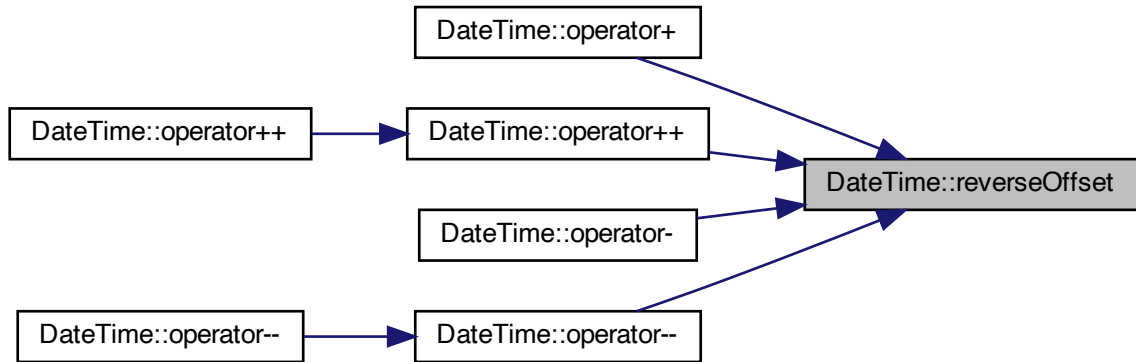 DateTime::operator+
DateTime::operator++
DateTime::operator++
DateTime::reverseOffset
DateTime::operator-
DateTime::operator--
DateTime::operator--